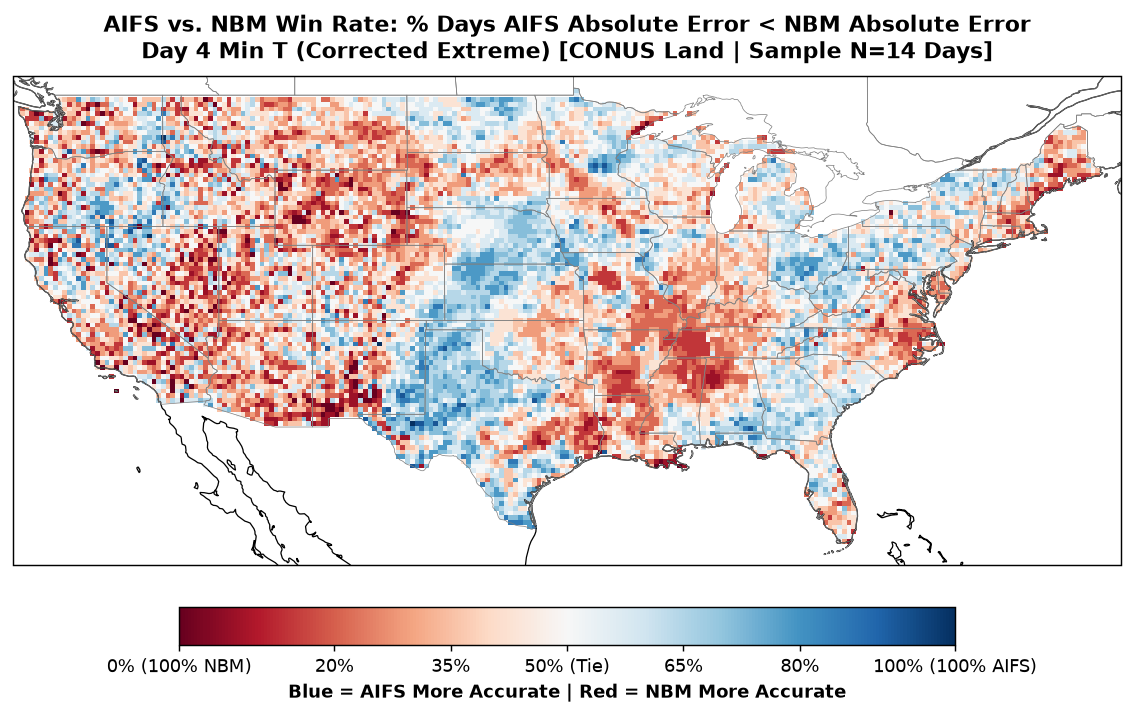 AIFS vs. NBM Win Rate: % Days AIFS Absolute Error < NBM Absolute Error
Day 4 Min T (Corrected Extreme) [CONUS Land | Sample N=14 Days]
0% (100% NBM) 20% 35% 50% (Tie) 65% 80% 100% (100% AIFS)
Blue = AIFS More Accurate | Red = NBM More Accurate